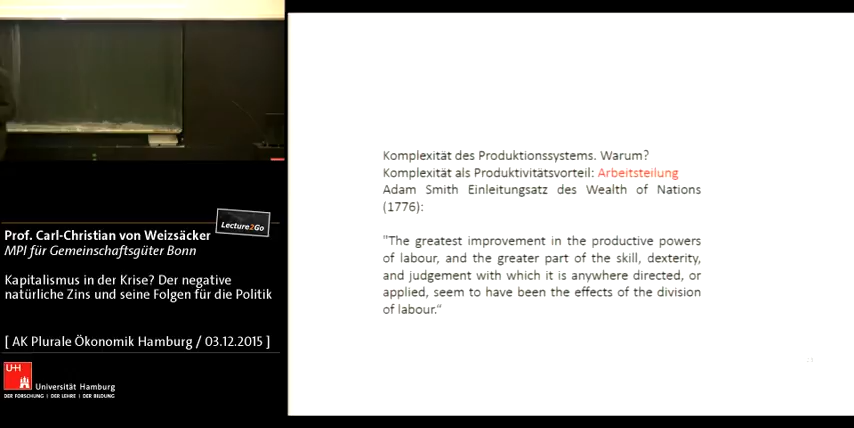 Lecture2Go
Prof. Carl-Christian von Weizsäcker
MPI für Gemeinschaftsgüter Bonn
Kapitalismus in der Krise? Der negative
natürliche Zins und seine Folgen für die Politik
[ AK Plurale Ökonomik Hamburg / 03.12.2015 ]
UH
Universität Hamburg
DER FORSCHUNG | DER LEHRE | DER BILDUNG
Komplexität des Produktionssystems. Warum?
Komplexität als Produktivitätsvorteil: Arbeitsteilung
Adam Smith Einleitungsatz des Wealth of Nations
(1776):
"The greatest improvement in the productive powers
of labour, and the greater part of the skill, dexterity,
and judgement with which it is anywhere directed, or
applied, seem to have been the effects of the division
of labour.“